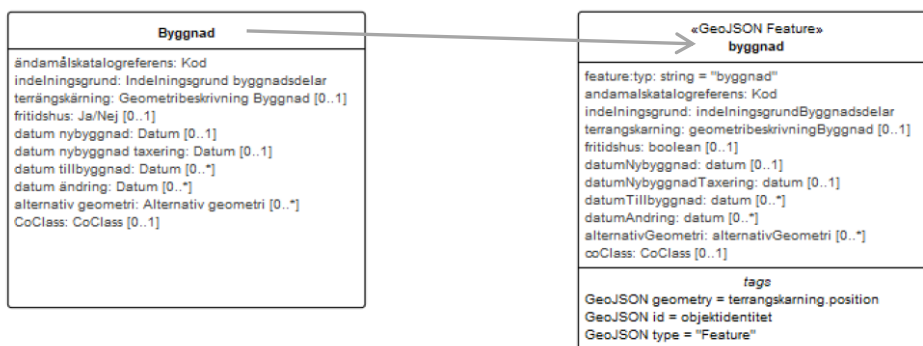 Byggnad
ändamålskatalogreferens: Kod
indelningsgrund: Indelningsgrund byggnadsdelar
terrängskärning: Geometribeskrivning Byggnad [0..1]
fritidshus: Ja/Nej [0..1]
datum nybyggnad: Datum [0..1]
datum nybyggnad taxering: Datum [0..1]
datum tillbyggnad: Datum [0..*]
datum ändring: Datum [0..*]
alternativ geometri: Alternativ geometri [0..*]
CoClass: CoClass [0..1]
«GeoJSON Feature»
byggnad
feature:typ: string = "byggnad"
andamalskatalogreferens: Kod
indelningsgrund: indelningsgrundByggnadsdelar
terrangskarning: geometribeskrivningByggnad [0..1]
fritidshus: boolean [0..1]
datumNybyggnad: datum [0..1]
datumNybyggnadTaxering: datum [0..1]
datumTillbyggnad: datum [0..*]
datumAndring: datum [0..*]
alternativGeometri: alternativGeometri [0..*]
coClass: CoClass [0..1]
tags
GeoJSON geometry = terrangskarning.position
GeoJSON id = objektidentitet
GeoJSON type = "Feature"